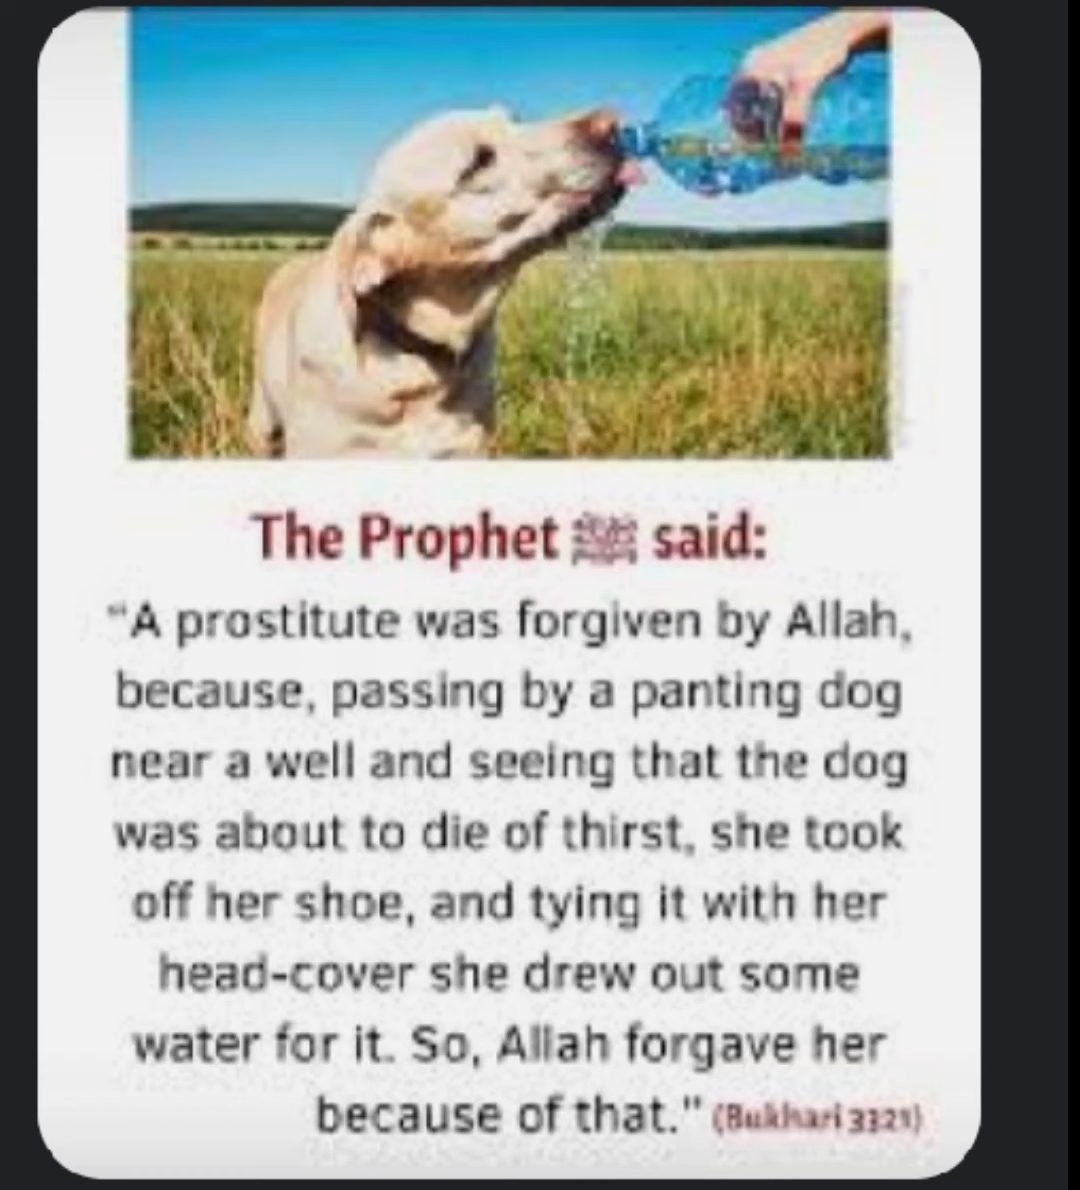 The Prophet ﷺ said:
"A prostitute was forgiven by Allah,
because, passing by a panting dog
near a well and seeing that the dog
was about to die of thirst, she took
off her shoe, and tying it with her
head-cover she drew out some
water for it. So, Allah forgave her
because of that." (Bukhari 3321)